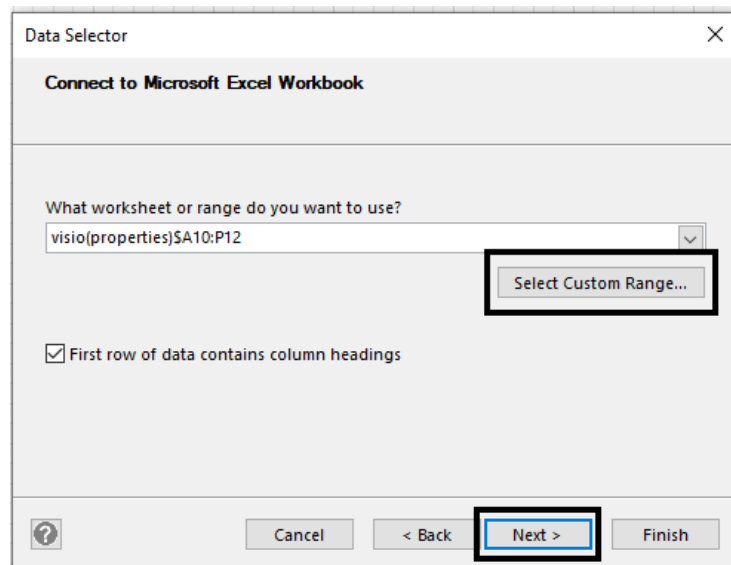 Data Selector
Connect to Microsoft Excel Workbook
What worksheet or range do you want to use?
visio(properties)$A10:P12
Select Custom Range...
First row of data contains column headings
?
Cancel
< Back
Next >
Finish